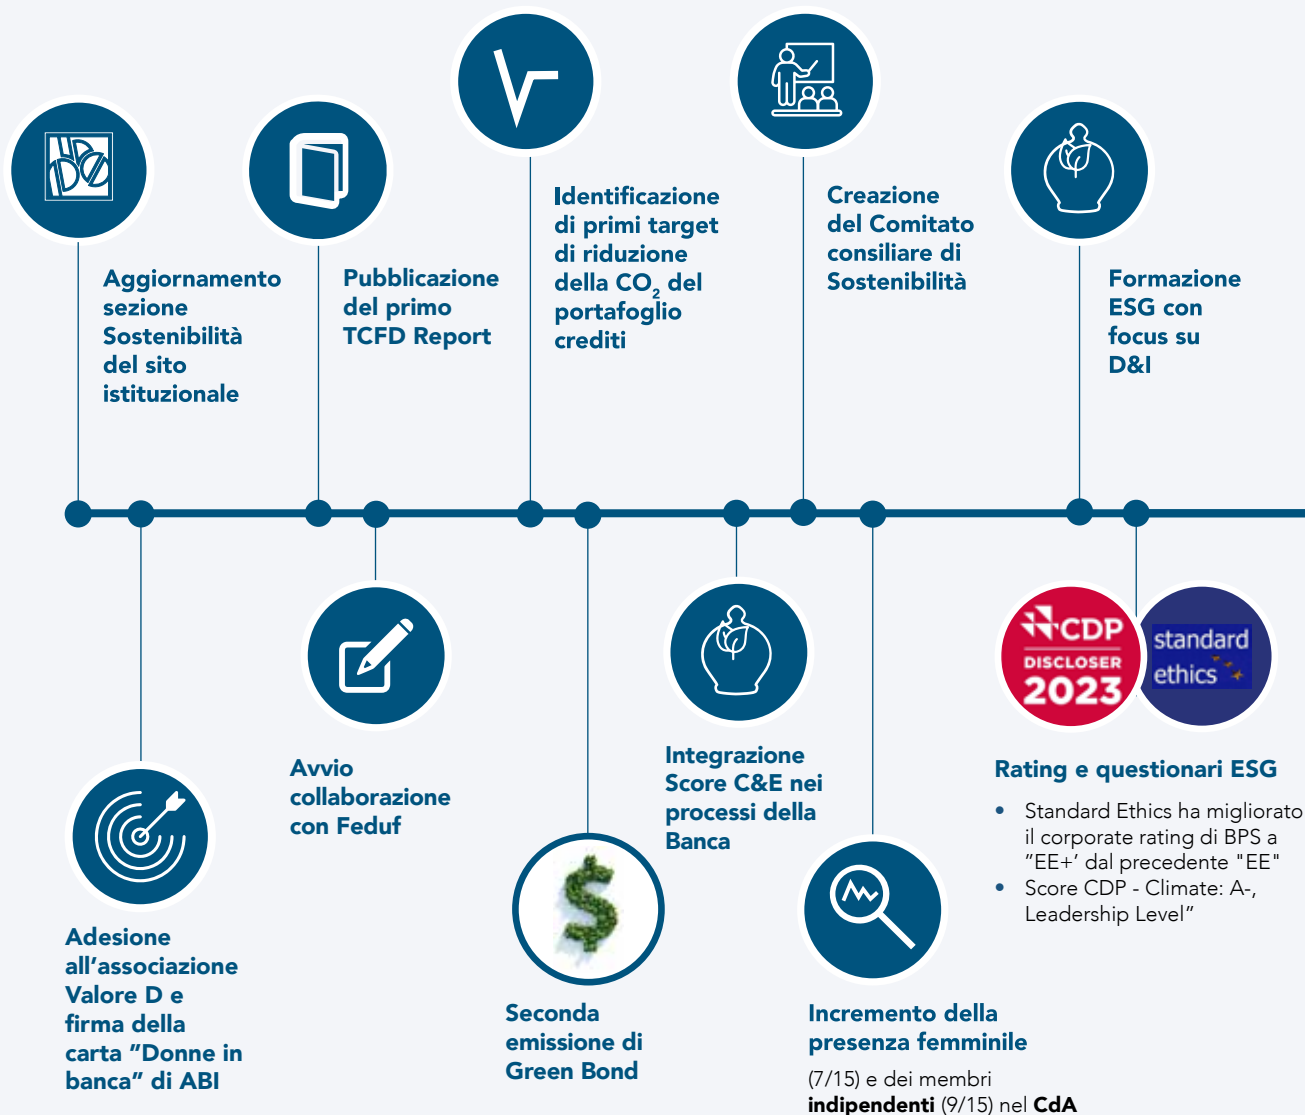 Aggiornamento
sezione
Sostenibilità
del sito
istituzionale
Pubblicazione
del primo
TCFD Report
Identificazione
di primi target
di riduzione
della CO₂ del
portafoglio
crediti
Creazione
del Comitato
consiliare di
Sostenibilità
Formazione
ESG con
focus su
D&I
Adesione
all'associazione
Valore D e
firma della
carta "Donne in
banca" di ABI
Avvio
collaborazione
con Feduf
Seconda
emissione di
Green Bond
Integrazione
Score C&E nei
processi della
Banca
Incremento della
presenza femminile
(7/15) e dei membri
indipendenti (9/15) nel CdA
CDP
DISCLOSER
2023
standard
ethics
Rating e questionari ESG
• Standard Ethics ha migliorato
il corporate rating di BPS a
"EE+' dal precedente "EE"
• Score CDP - Climate: A-,
Leadership Level"